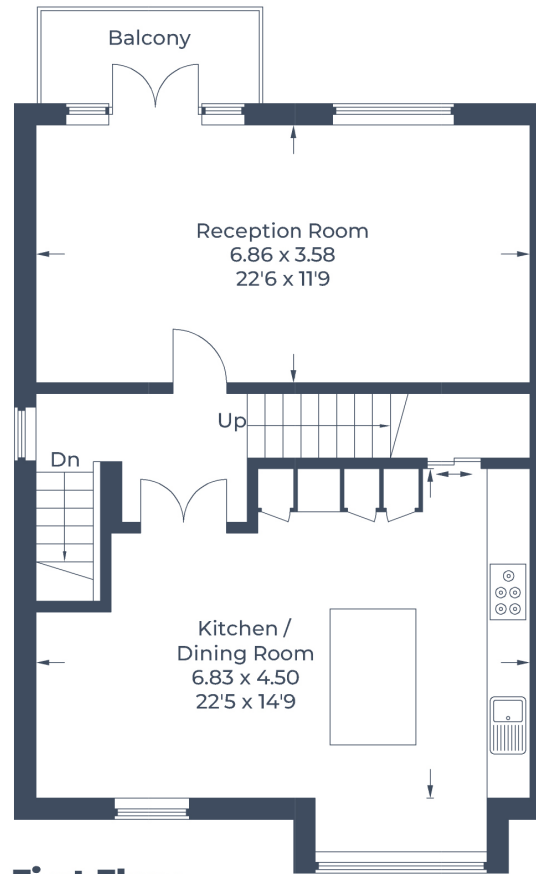 Balcony
Reception Room
6.86 x 3.58
22'6 x 11'9
Up
Dn
Kitchen /
Dining Room
6.83 x 4.50
22'5 x 14'9